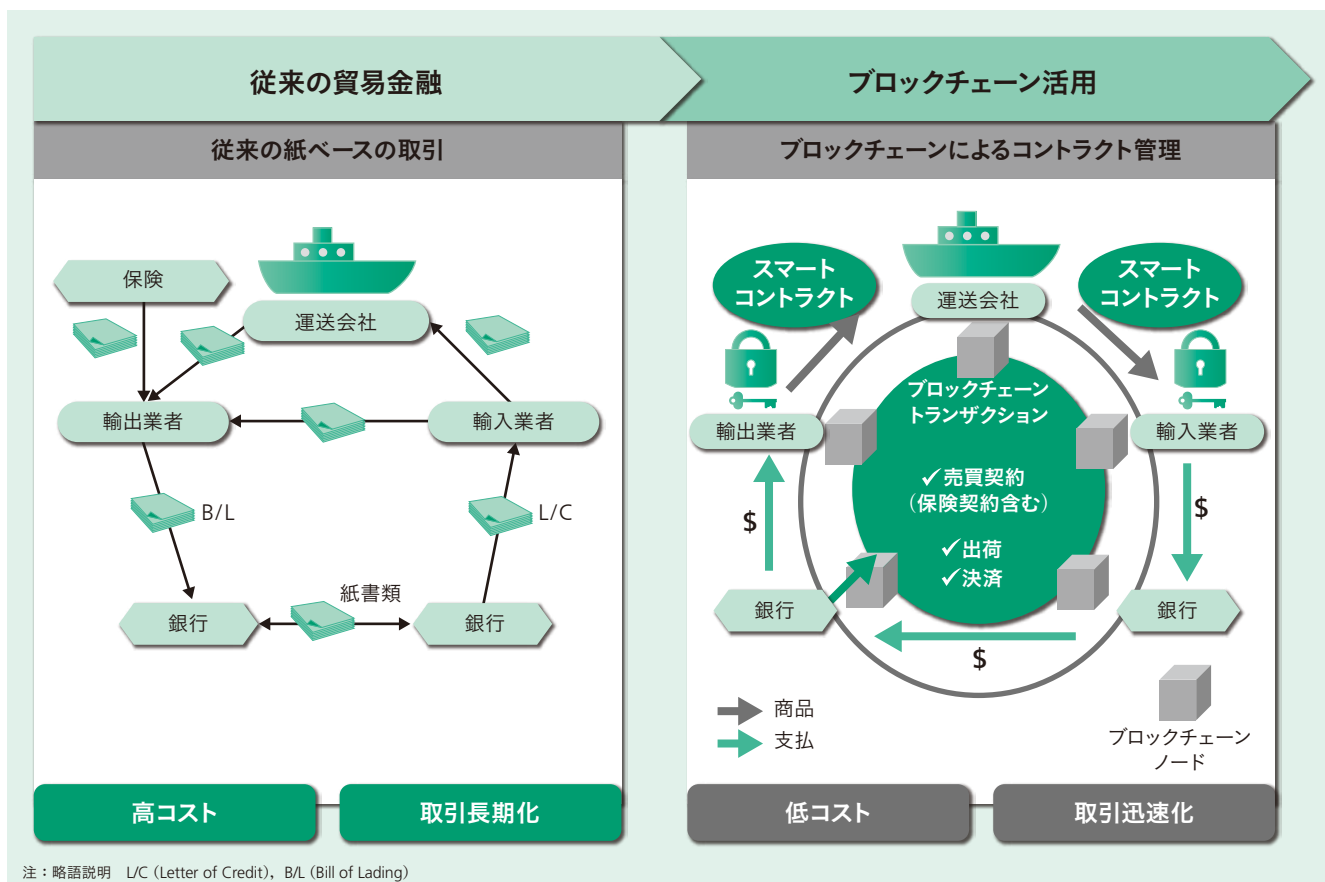 従来の貿易金融
ブロックチェーン活用
従来の紙ベースの取引
保険
運送会社
輸出業者
輸入業者
B/L
L/C
紙書類
銀行
銀行
高コスト
取引長期化
ブロックチェーンによるコントラクト管理
スマート
コントラクト
スマート
コントラクト
運送会社
ブロックチェーン
トランザクション
輸出業者
輸入業者
✓売買契約
（保険契約含む）
$
$
✓出荷
✓決済
銀行
銀行
$
商品
支払
ブロックチェーン
ノード
低コスト
取引迅速化
注：略語説明　L/C（Letter of Credit），B/L（Bill of Lading）